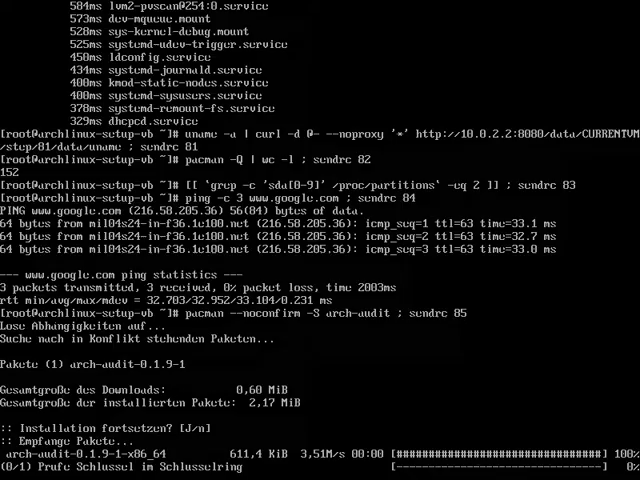 584ms lvm2-pvscan@254:0.service
573ms dev-mqueue.mount
528ms sys-kernel-debug.mount
525ms systemd-udev-trigger.service
450ms ldconfig.service
434ms systemd-journald.service
400ms kmod-static-nodes.service
400ms systemd-sysusers.service
378ms systemd-remount-fs.service
329ms dhcpcd.service
[root@archlinux-setup-vb ~]# uname -a | curl -d @- --noproxy '*' http://10.0.2.2:8080/data/CURRENTVM
/step/81/data/uname ; sendrc 81
[root@archlinux-setup-vb ~]# pacman -Q | wc -l ; sendrc 82
152
[root@archlinux-setup-vb ~]# [[ `grep -c 'sda[0-9]' /proc/partitions` -eq 2 ]] ; sendrc 83
[root@archlinux-setup-vb ~]# ping -c 3 www.google.com ; sendrc 84
PING www.google.com (216.58.205.36) 56(84) bytes of data.
64 bytes from mil04s24-in-f36.1e100.net (216.58.205.36): icmp_seq=1 ttl=63 time=33.1 ms
64 bytes from mil04s24-in-f36.1e100.net (216.58.205.36): icmp_seq=2 ttl=63 time=32.7 ms
64 bytes from mil04s24-in-f36.1e100.net (216.58.205.36): icmp_seq=3 ttl=63 time=33.0 ms

--- www.google.com ping statistics ---
3 packets transmitted, 3 received, 0% packet loss, time 2003ms
rtt min/avg/max/mdev = 32.703/32.952/33.104/0.231 ms
[root@archlinux-setup-vb ~]# pacman --noconfirm -S arch-audit ; sendrc 85
Lose Abhangigkeiten auf...
Suche nach in Konflikt stehenden Paketen...

Pakete (1) arch-audit-0.1.9-1

Gesamtgroße des Downloads: 0,60 MiB
Gesamtgroße der installierten Pakete: 2,17 MiB

:: Installation fortsetzen? [J/n]
:: Empfange Pakete...
arch-audit-0.1.9-1-x86_64 611,4 KiB 3,51M/s 00:00 [##################################] 100%
(0/1) Prufe Schlussel im Schlusselring [----------------------------------] 0%